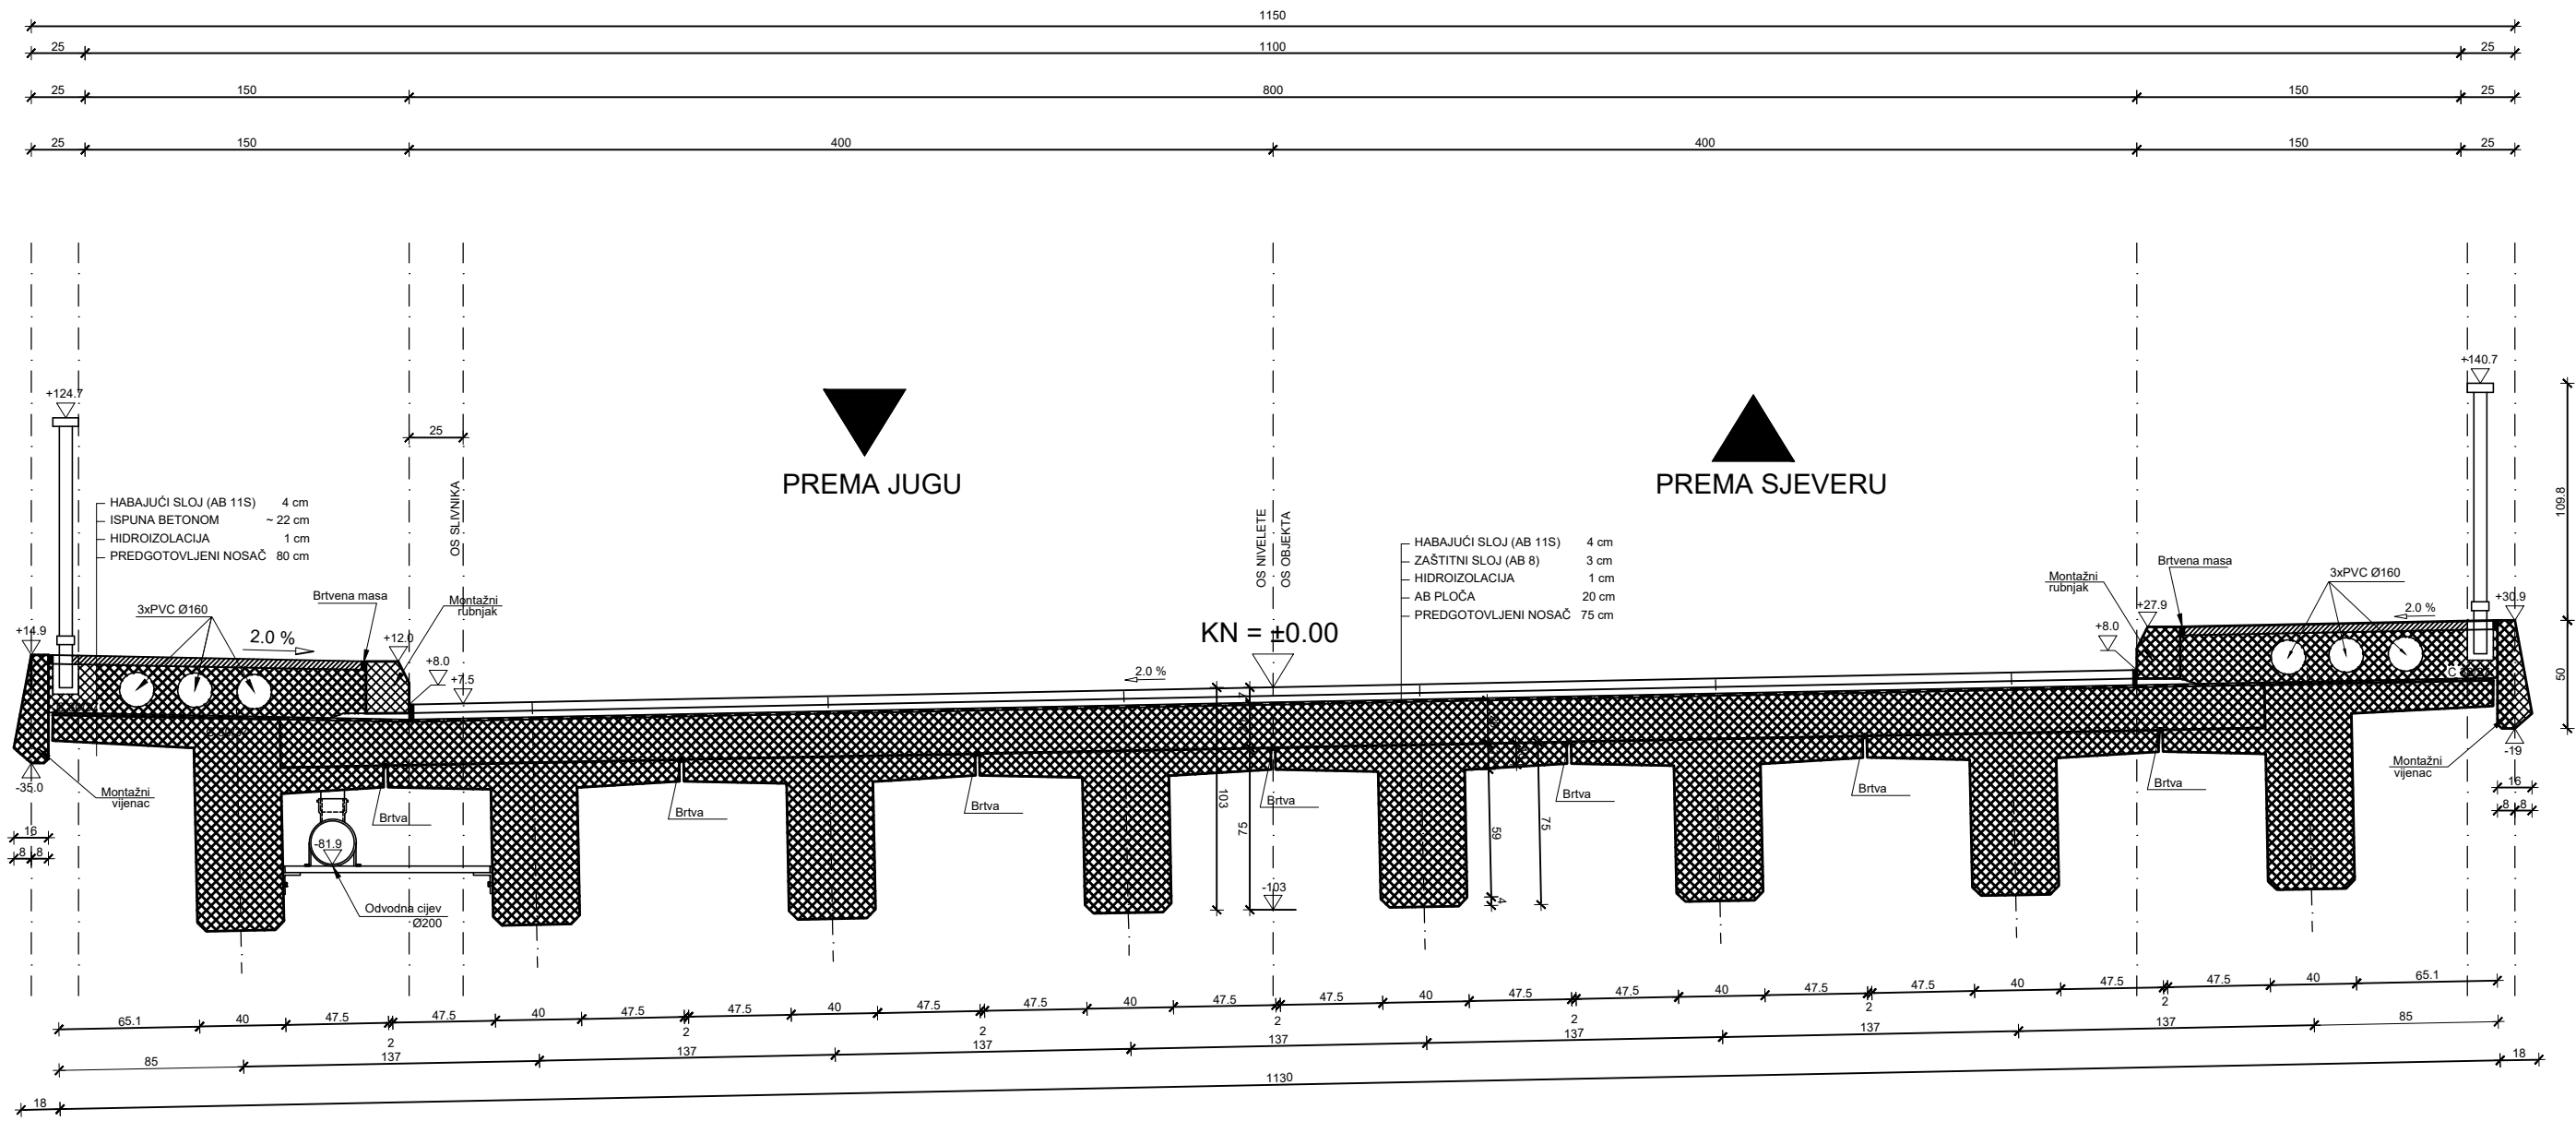 1150
25 1100 25
25 150 800 150 25
25 150 400 400 150 25
+124.7
+140.7
25
PREMA JUGU
PREMA SJEVERU
OS SLIVNIKA
OS NIVELETE
OS OBJEKTA
109.8
50
HABAJUĆI SLOJ (AB 11S) 4 cm
ISPUNA BETONOM ~ 22 cm
HIDROIZOLACIJA 1 cm
PREDGOTOVLJENI NOSAČ 80 cm
HABAJUĆI SLOJ (AB 11S) 4 cm
ZAŠTITNI SLOJ (AB 8) 3 cm
HIDROIZOLACIJA 1 cm
AB PLOČA 20 cm
PREDGOTOVLJENI NOSAČ 75 cm
Brtvena masa
Montažni
rubnjak
3xPVC Ø160
2.0 %
+14.9
+12.0
+8.0
+7.5
KN = ±0.00
2.0 %
Montažni
rubnjak
Brtvena masa
3xPVC Ø160
2.0 %
+27.9
+8.0
+30.9
-35.0
Montažni
vijenac
16
8 8
-81.9
Odvodna cijev
Ø200
Brtva
Brtva
Brtva
Brtva
Brtva
Brtva
Brtva
103
75
-103
59
4
75
-19
Montažni
vijenac
16
8 8
65.1 40 47.5 2 47.5 40 47.5 2 47.5 40 47.5 2 47.5 40 47.5 2 47.5 40 47.5 2 47.5 40 47.5 2 47.5 40 47.5 2 47.5 40 65.1
85 137 137 137 137 137 137 137 85
18 1130 18